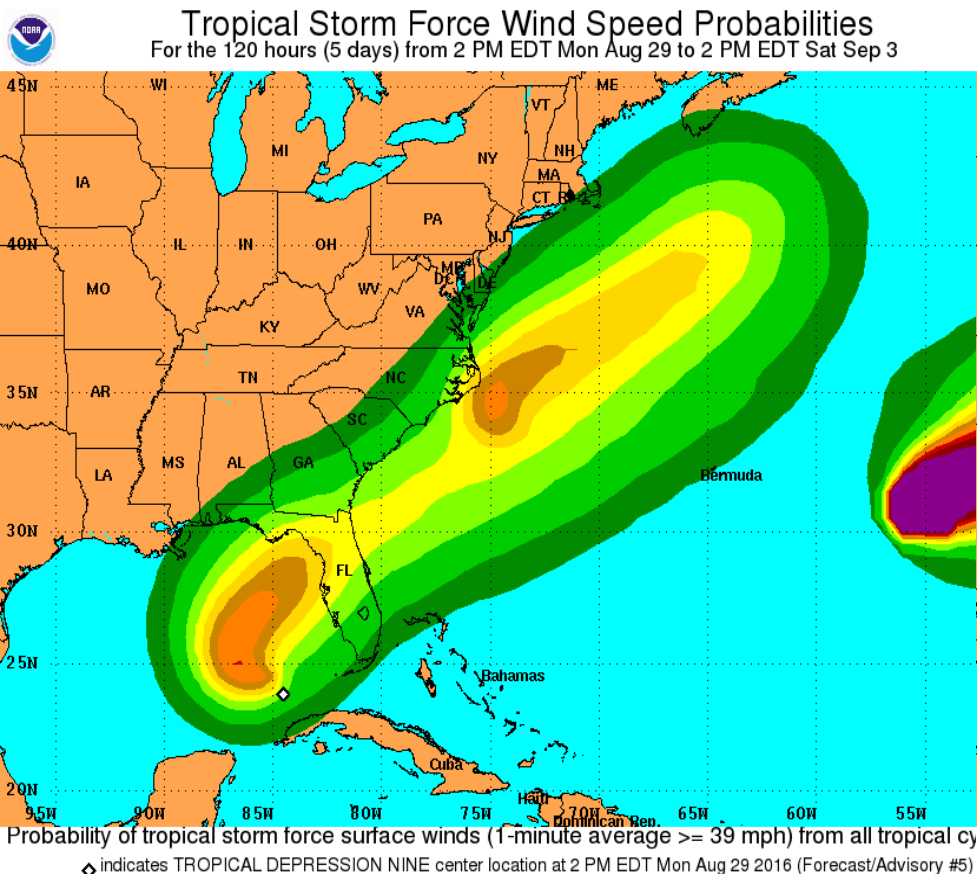 NOAA
Tropical Storm Force Wind Speed Probabilities
For the 120 hours (5 days) from 2 PM EDT Mon Aug 29 to 2 PM EDT Sat Sep 3
45N
WI
ME
VT
MI
NY
NH
IA
MA
CT R
PA
40N
IL
IN
OH
NJ
MD
DC
DE
MO
WV
VA
KY
TN
NC
35N
AR
SC
LA
MS
AL
GA
Bermuda
30N
FL
25N
Bahamas
Cuba
20N
Haiti
95W
90W
85W
80W
75W
70W
65W
60W
55W
Dominican Rep.
Probability of tropical storm force surface winds (1-minute average >= 39 mph) from all tropical cy
indicates TROPICAL DEPRESSION NINE center location at 2 PM EDT Mon Aug 29 2016 (Forecast/Advisory #5)